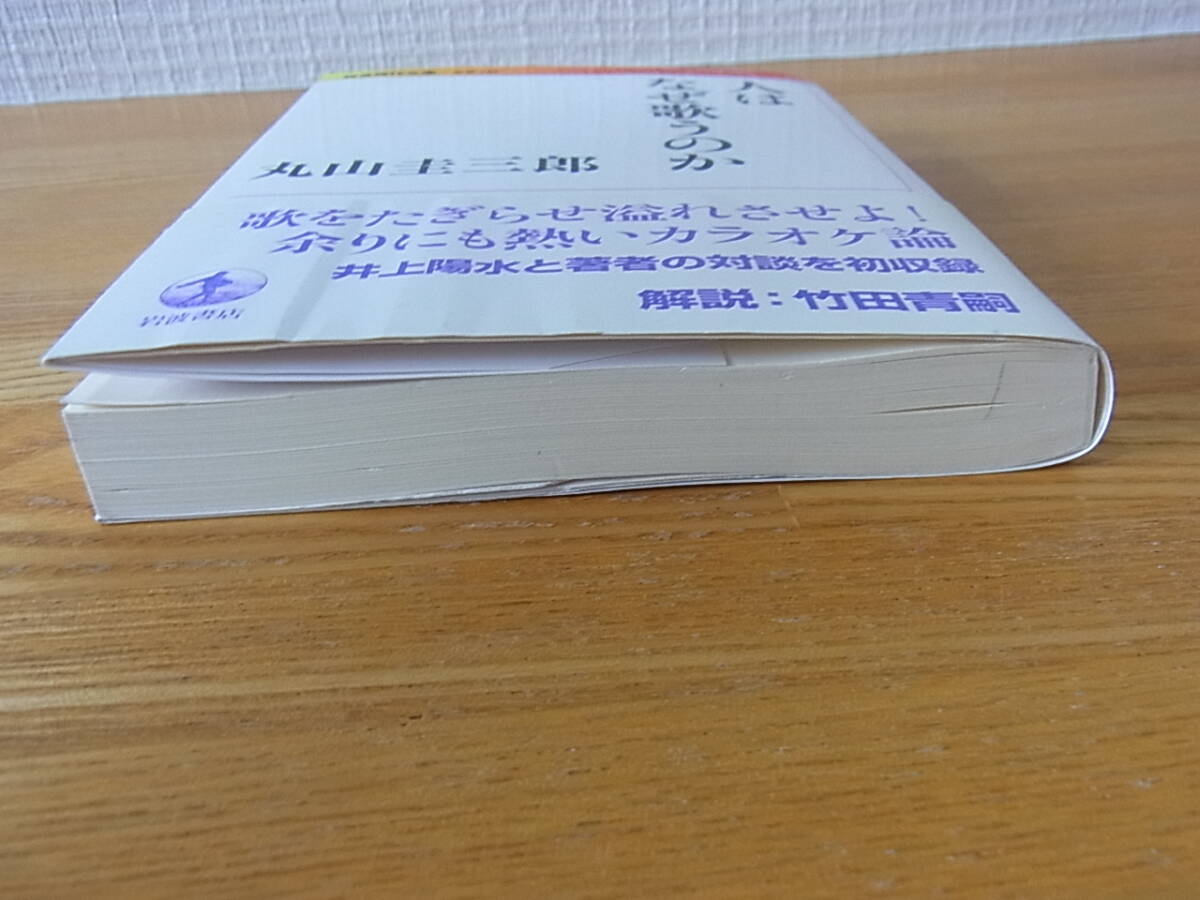 人は
なぜ歌うのか
丸山圭三郎
歌をたぎらせ溢れさせよ!
余りにも熱いカラオケ論
井上陽水と著者の対談を初収録
解説:竹田青嗣
岩波書店